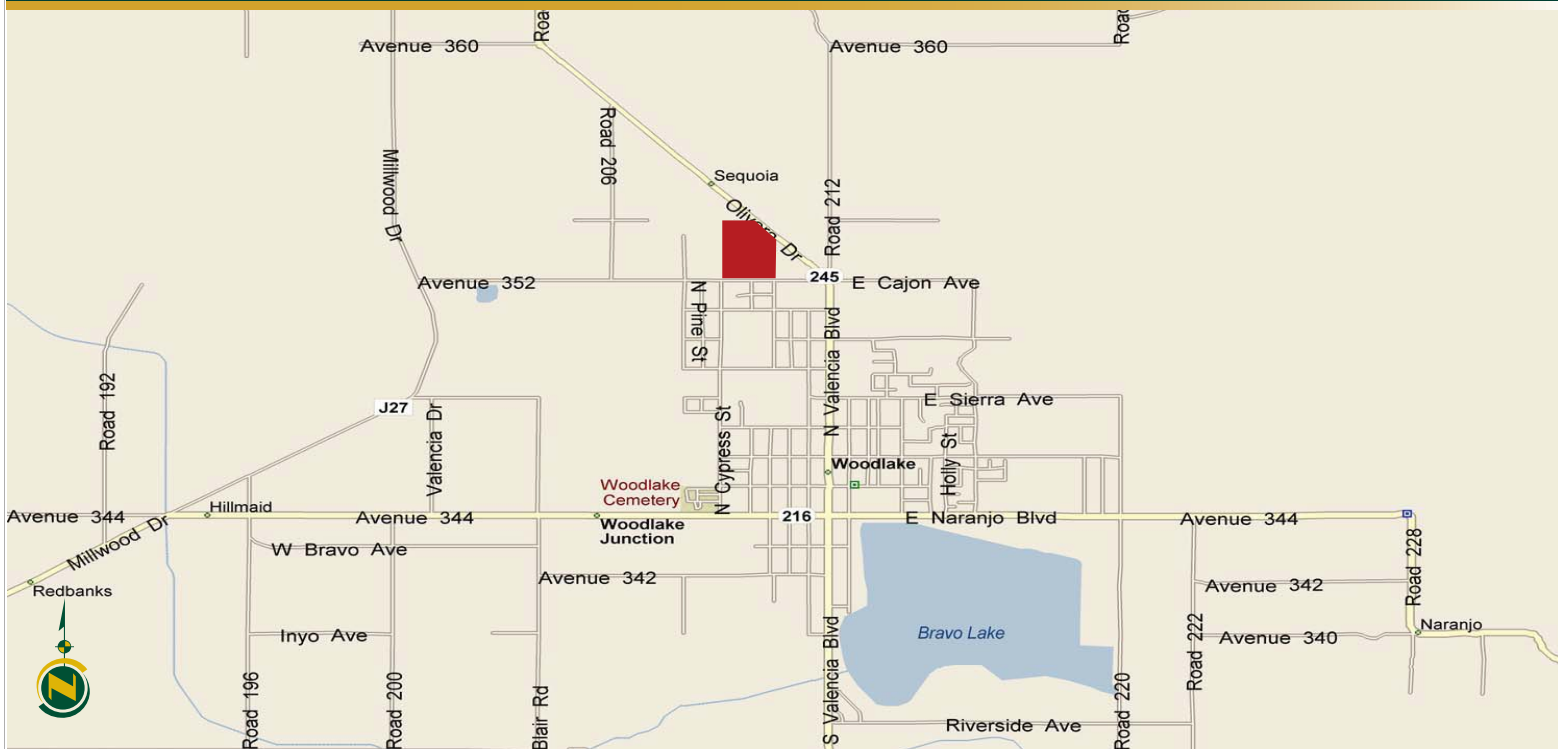 Road
Road
Avenue 360
Avenue 360
Road 206
Millwood Dr
Sequoia
Road 212
Olivera Dr
245
Avenue 352
E Cajon Ave
N Pine St
N Valencia Blvd
Road 192
J27
Valencia Dr
E Sierra Ave
N Cypress St
Holly St
Woodlake
Woodlake
Cemetery
Hillmaid
Avenue 344
Avenue 344
216
E Naranjo Blvd
Avenue 344
Woodlake
Junction
Millwood Dr
W Bravo Ave
Road 228
Avenue 342
Avenue 342
Redbanks
Inyo Ave
Bravo Lake
Road 222
Avenue 340
Naranjo
N
Road 196
Road 200
Blair Rd
S Valencia Blvd
Road 220
Riverside Ave